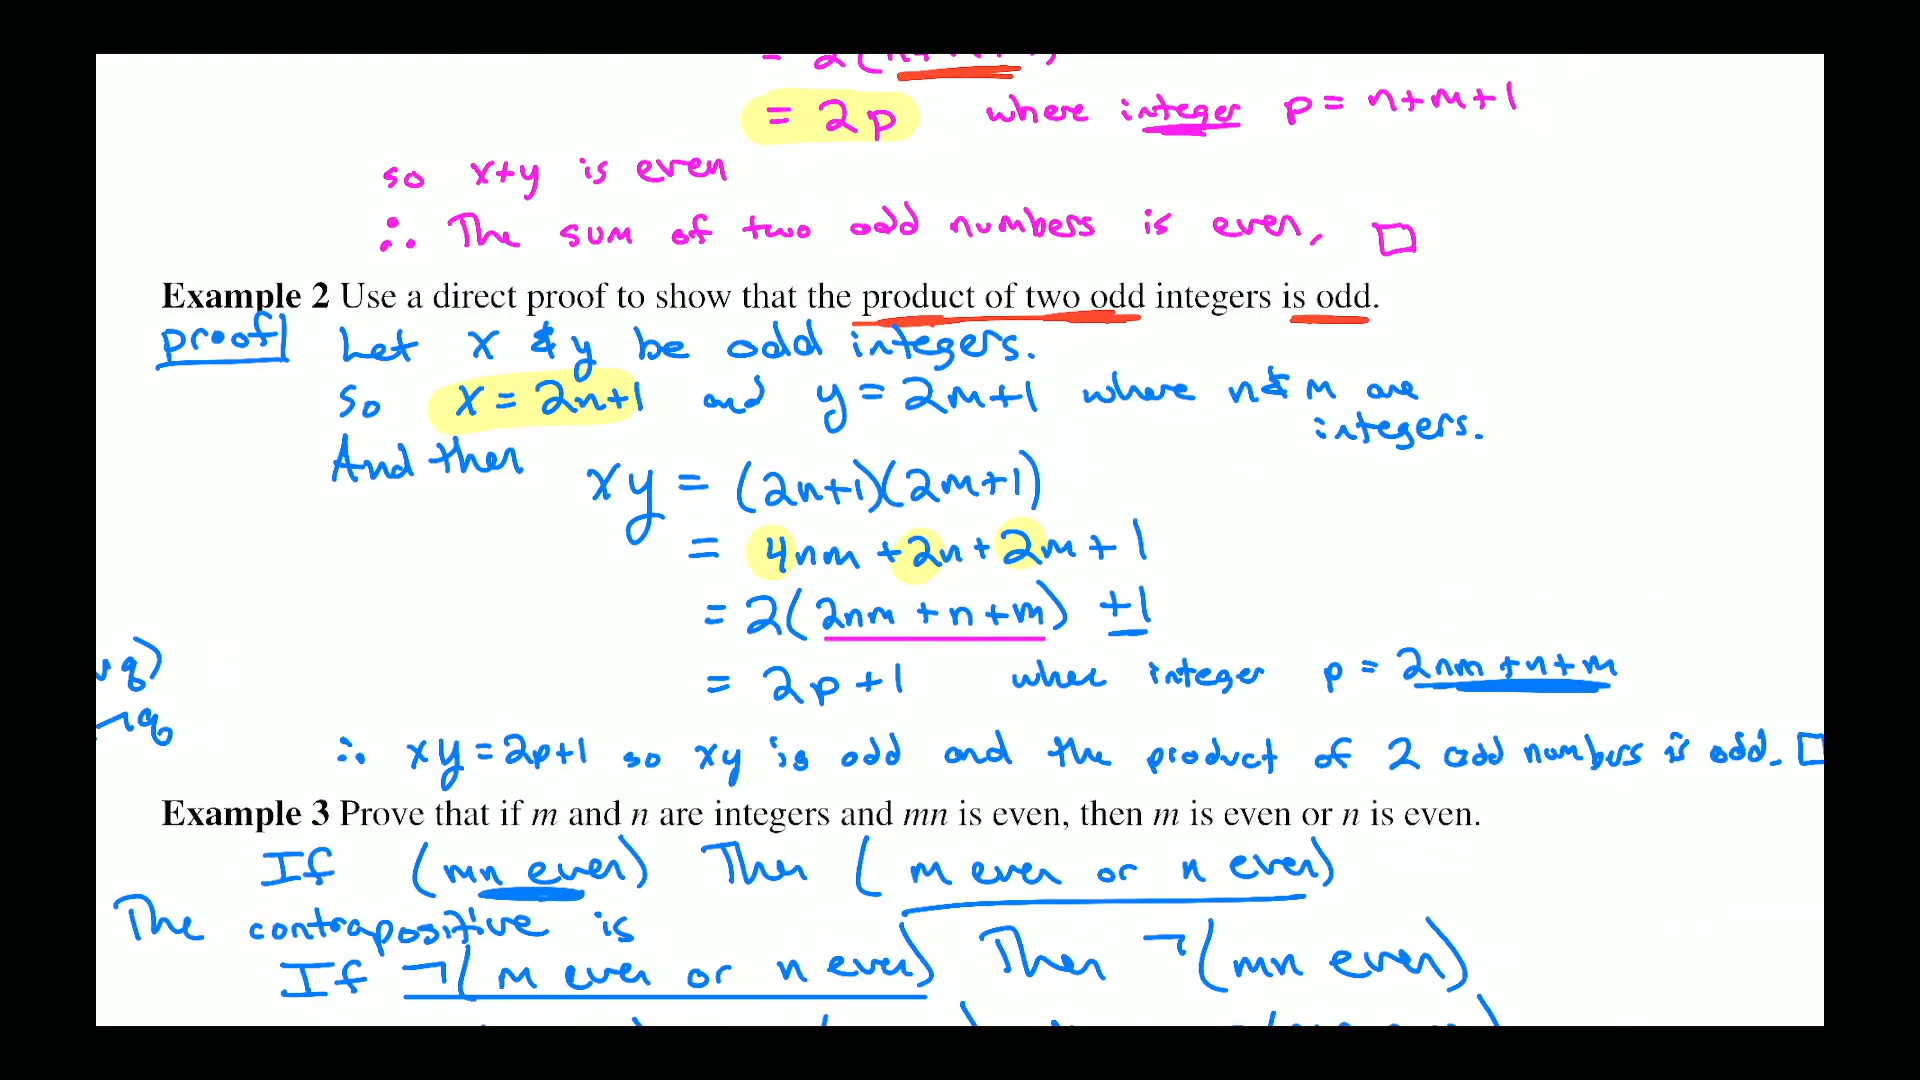 = 2p where integer p = n+m+1
so x+y is even
∴ The sum of two odd numbers is even, □
Example 2 Use a direct proof to show that the product of two odd integers is odd.
proof Let x & y be odd integers.
So x = 2n+1 and y = 2m+1 where n & m are
integers.
And then
xy = (2n+1)(2m+1)
= 4nm + 2n + 2m + 1
= 2(2nm + n + m) + 1
= 2p + 1 where integer p = 2nm + n + m
∴ xy = 2p+1 so xy is odd and the product of 2 odd numbers is odd. □
Example 3 Prove that if m and n are integers and mn is even, then m is even or n is even.
If (mn even) Then (m even or n even)
The contrapositive is
If ¬(m even or n even) Then ¬(mn even)